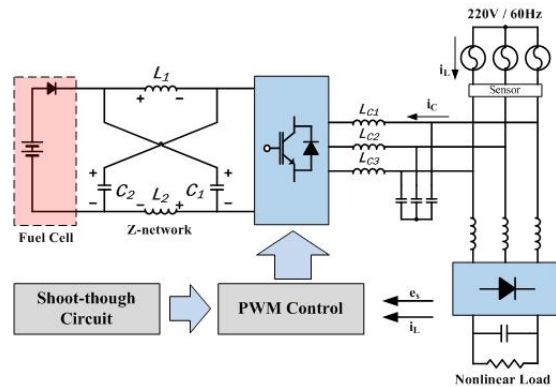 220V / 60Hz
i_L
Sensor
L_1
+ −
L_C1
i_C
L_C2
L_C3
+ +
C_2
L_2
C_1
− − + −
Fuel Cell
Z-network
Shoot-though
Circuit
PWM Control
e_s
i_L
Nonlinear Load